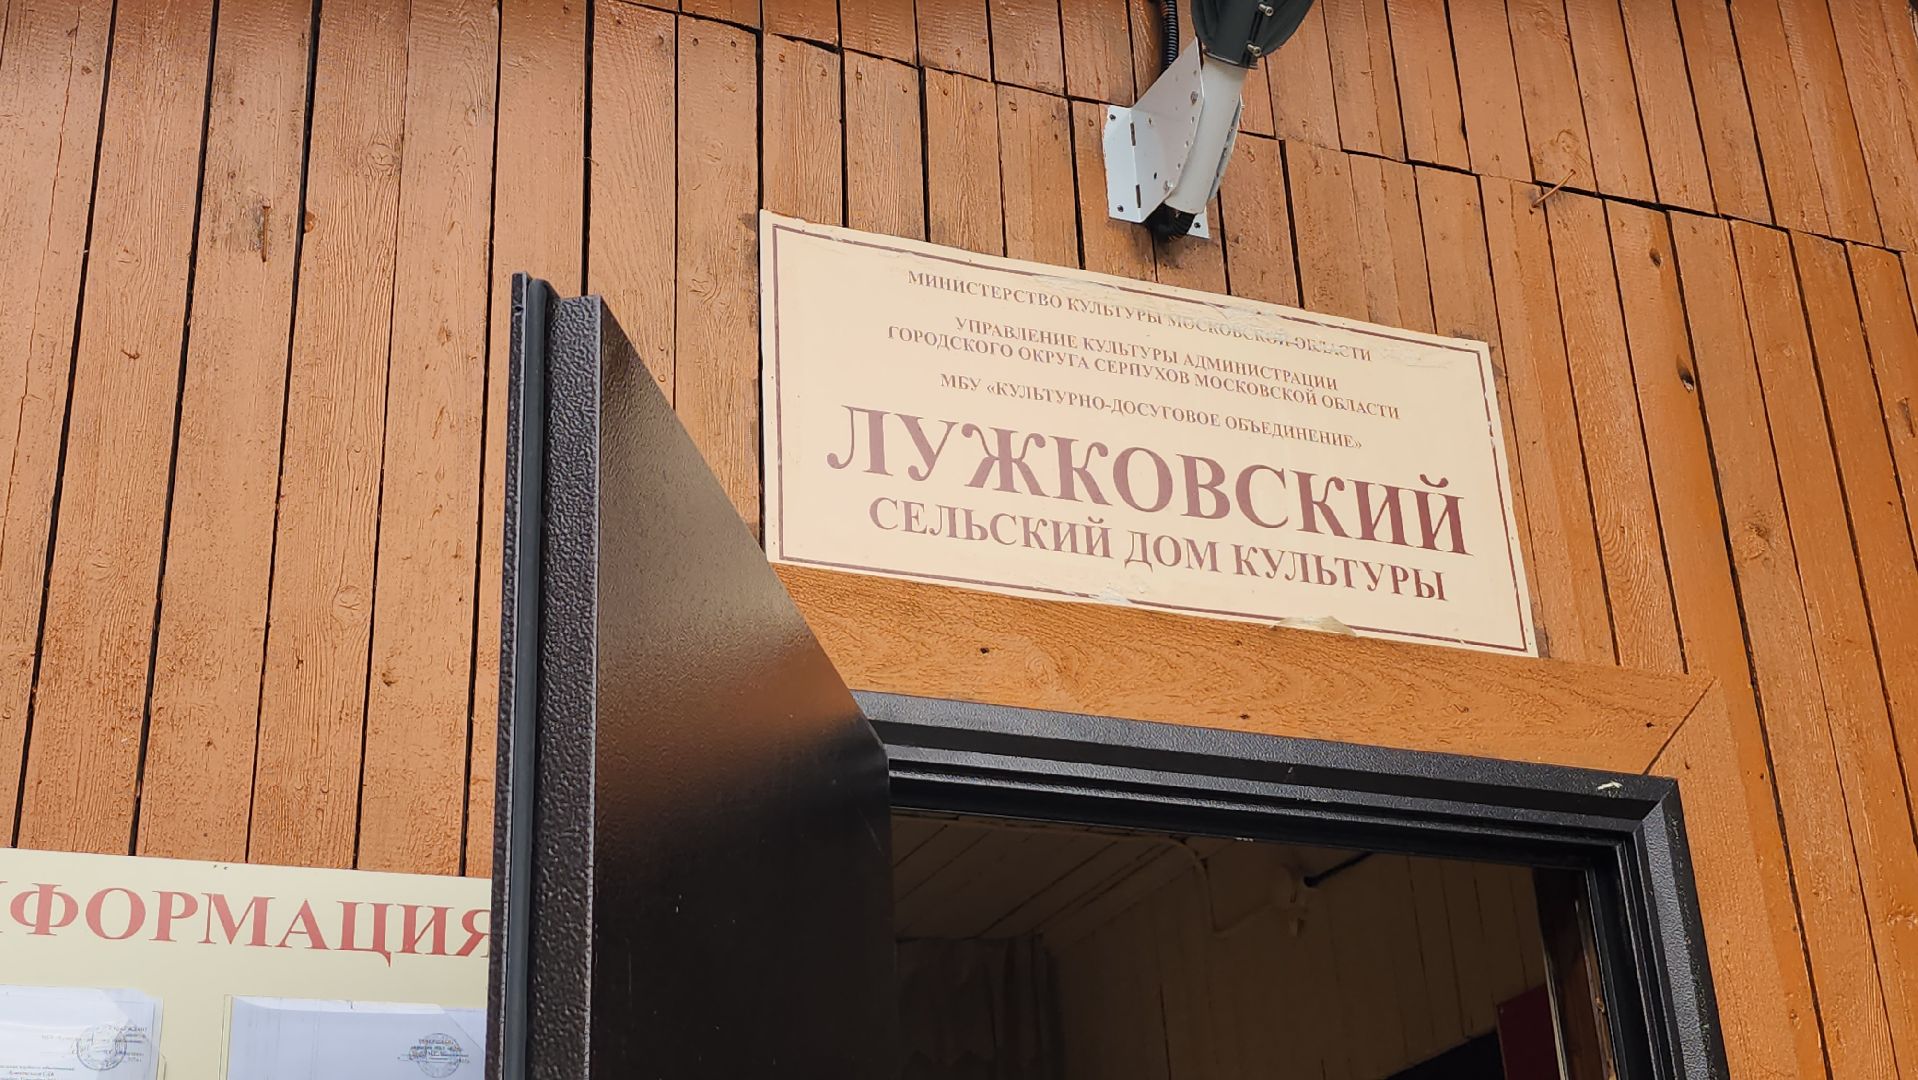 МИНИСТЕРСТВО КУЛЬТУРЫ МОСКОВСКОЙ ОБЛАСТИ
УПРАВЛЕНИЕ КУЛЬТУРЫ АДМИНИСТРАЦИИ
ГОРОДСКОГО ОКРУГА СЕРПУХОВ МОСКОВСКОЙ ОБЛАСТИ
МБУ «КУЛЬТУРНО-ДОСУГОВОЕ ОБЪЕДИНЕНИЕ»
ЛУЖКОВСКИЙ
СЕЛЬСКИЙ ДОМ КУЛЬТУРЫ
ИФОРМАЦИЯ